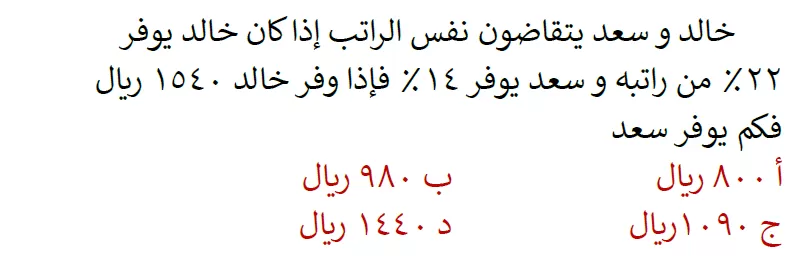 خالد و سعد يتقاضون نفس الراتب إذا كان خالد يوفر
٢٢٪ من راتبه و سعد يوفر ١٤٪ فإذا وفر خالد ١٥٤٠ ريال
فكم يوفر سعد
أ ٨٠٠ ريال ب ٩٨٠ ريال
ج ١٠٩٠ريال د ١٤٤٠ ريال